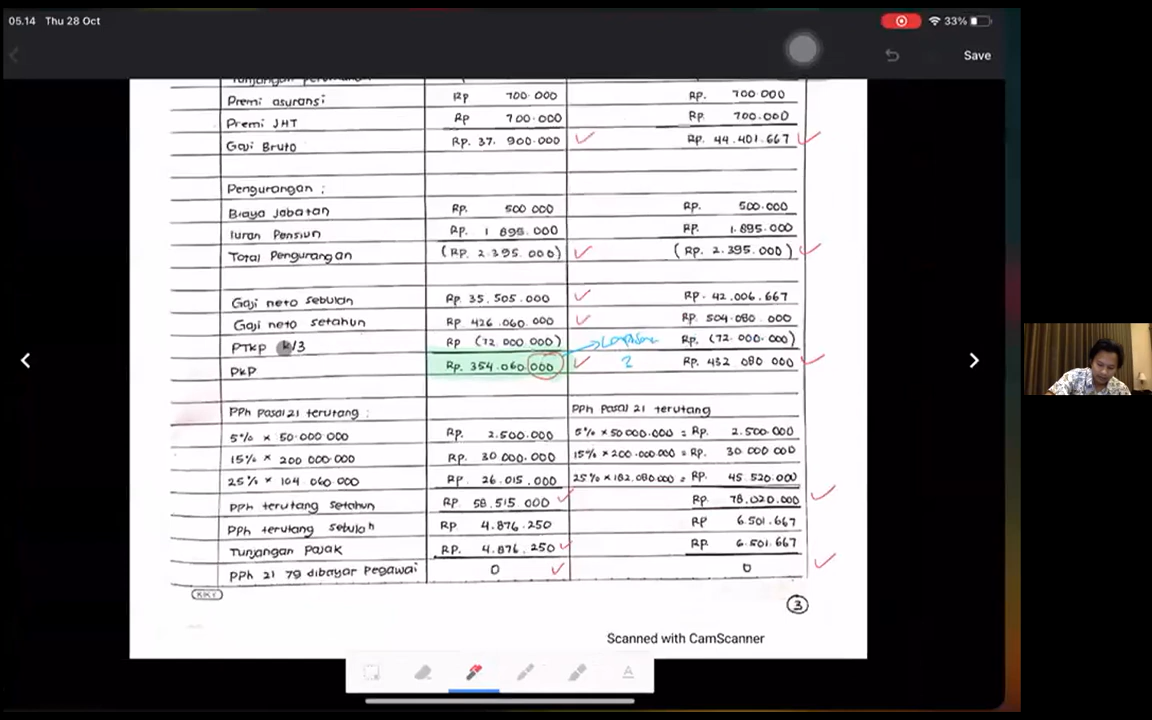 05.14 Thu 28 Oct 33%
Save
Tunjangan perumahan
Premi asuransi Rp 700.000 Rp. 700.000
Premi JHT Rp 700.000 Rp. 700.000
Gaji Bruto Rp. 37.900.000 Rp. 44.401.667
Pengurangan :
Biaya Jabatan Rp. 500 000 Rp. 500.000
Iuran Pensiun Rp. 1 895.000 Rp. 1.895.000
Total Pengurangan (Rp. 2.395.000) (Rp. 2.395.000)
Gaji neto sebulan Rp. 35.505.000 Rp. 42.006.667
Gaji neto setahun Rp 426.060.000 Rp. 504.080.000
PTKP K/3 Rp (72.000 000) Rp. (72.000.000)
PKP Rp. 354.060.000 2 Rp. 432 080 000
PPh Pasal 21 terutang : PPh Pasal 21 terutang
5% × 50.000 000 Rp. 2.500.000 5% × 50000.000 = Rp. 2.500.000
15% × 200 000.000 Rp. 30.000.000 15% × 200.000.000 = Rp. 30 000 000
25% × 104 060 000 Rp. 26.015.000 25% × 182.080.000 = Rp. 45.520.000
PPh terutang setahun Rp 58.515 000 Rp 78.020.000
PPh terutang sebulan Rp 4.876.250 Rp 6.501.667
Tunjangan Pajak Rp. 4.876.250 Rp 6.501.667
PPh 21 yg dibayar Pegawai 0 0
KKY
3
Scanned with CamScanner
A